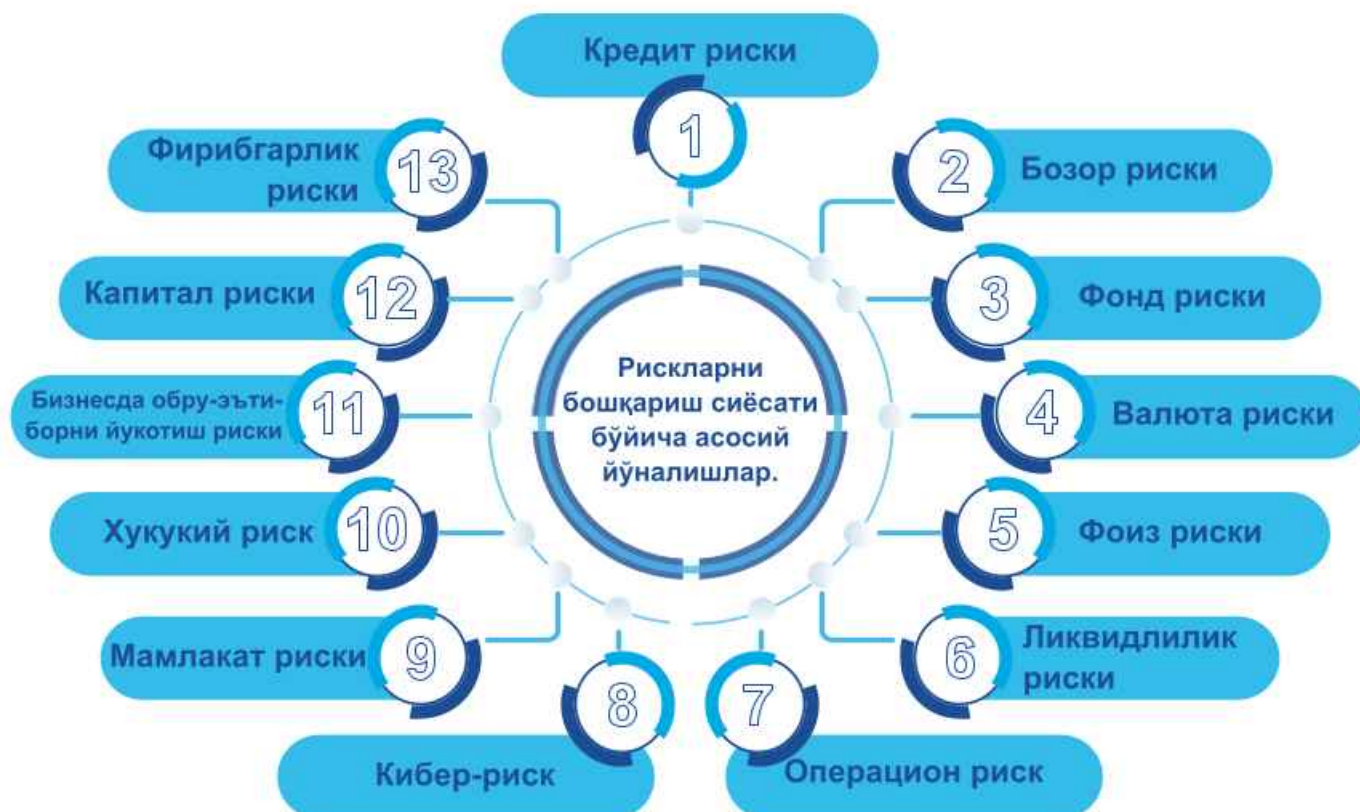 Кредит риски
1
2
Бозор риски
3
Фонд риски
4
Валюта риски
5
Фоиз риски
6
Ликвидлилик
риски
7
Операцион риск
8
Кибер-риск
9
Мамлакат риски
10
Хукукий риск
11
Бизнесда обру-эъти-
борни йукотиш риски
12
Капитал риски
13
Фирибгарлик
риски
Рискларни
бошқариш сиёсати
бўйича асосий
йўналишлар.